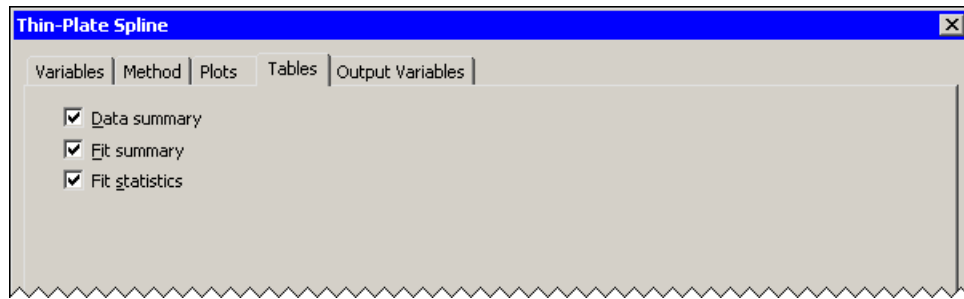 Thin-Plate Spline
Variables Method Plots Tables Output Variables
Data summary
Fit summary
Fit statistics